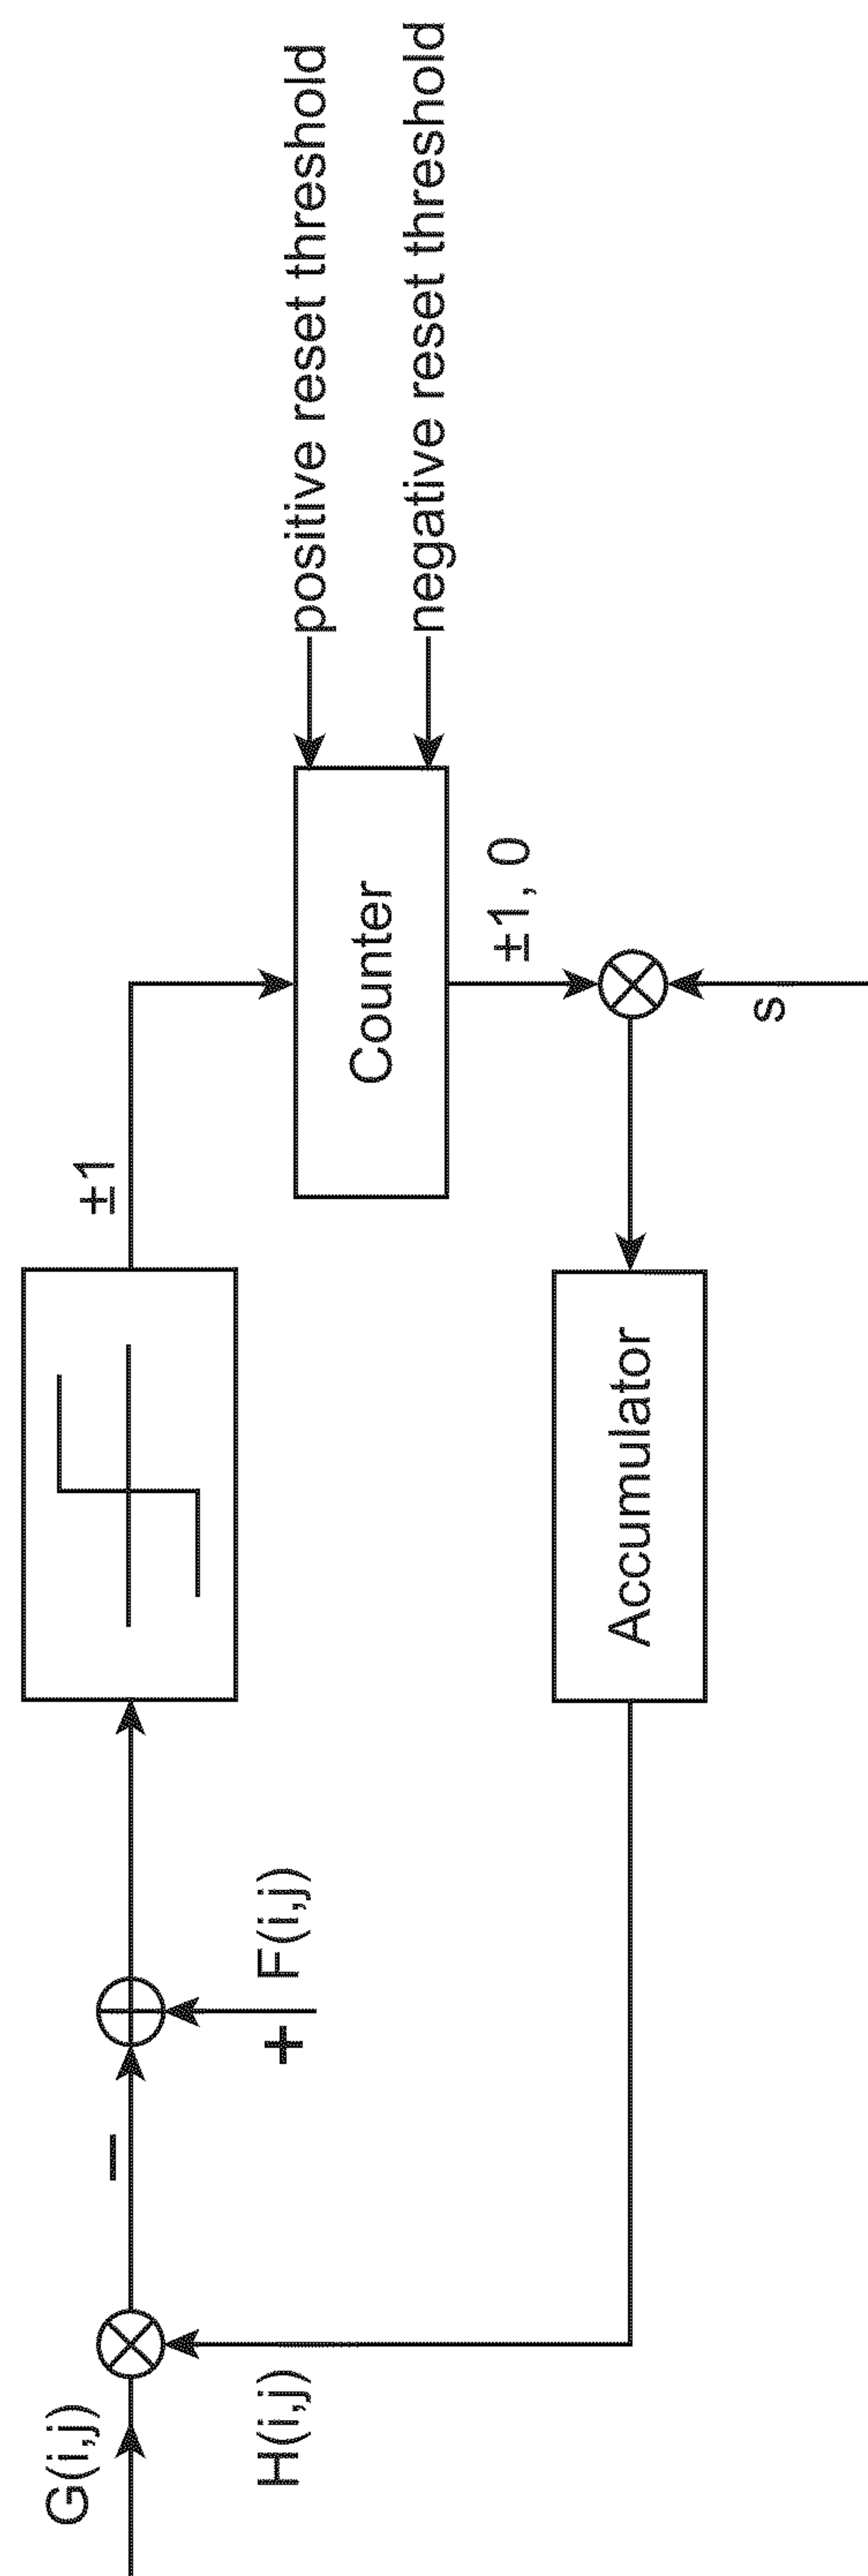 G(i,j)
H(i,j)
−
+
F(i,j)
±1
Counter
positive reset threshold
negative reset threshold
±1, 0
s
Accumulator